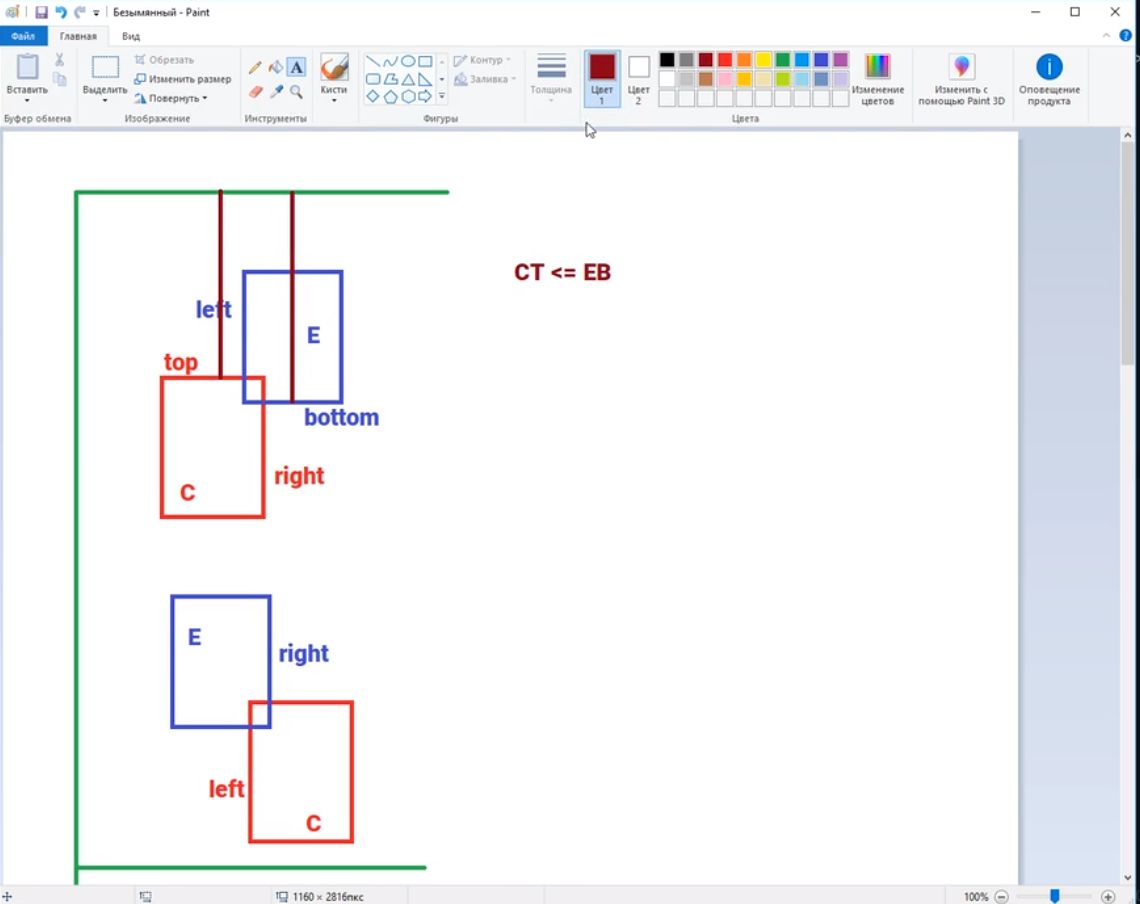 Безымянный - Paint
Файл
Главная
Вид
Вставить
Буфер обмена
Выделить
Обрезать
Изменить размер
Повернуть
Изображение
A
Инструменты
Кисти
Фигуры
Контур
Заливка
Толщина
Цвет
1
Цвет
2
Изменение
цветов
Цвета
Изменить с
помощью Paint 3D
Оповещение
продукта
CT <= EB
left
E
top
bottom
right
C
E
right
left
C
1160 × 2816пкс
100%